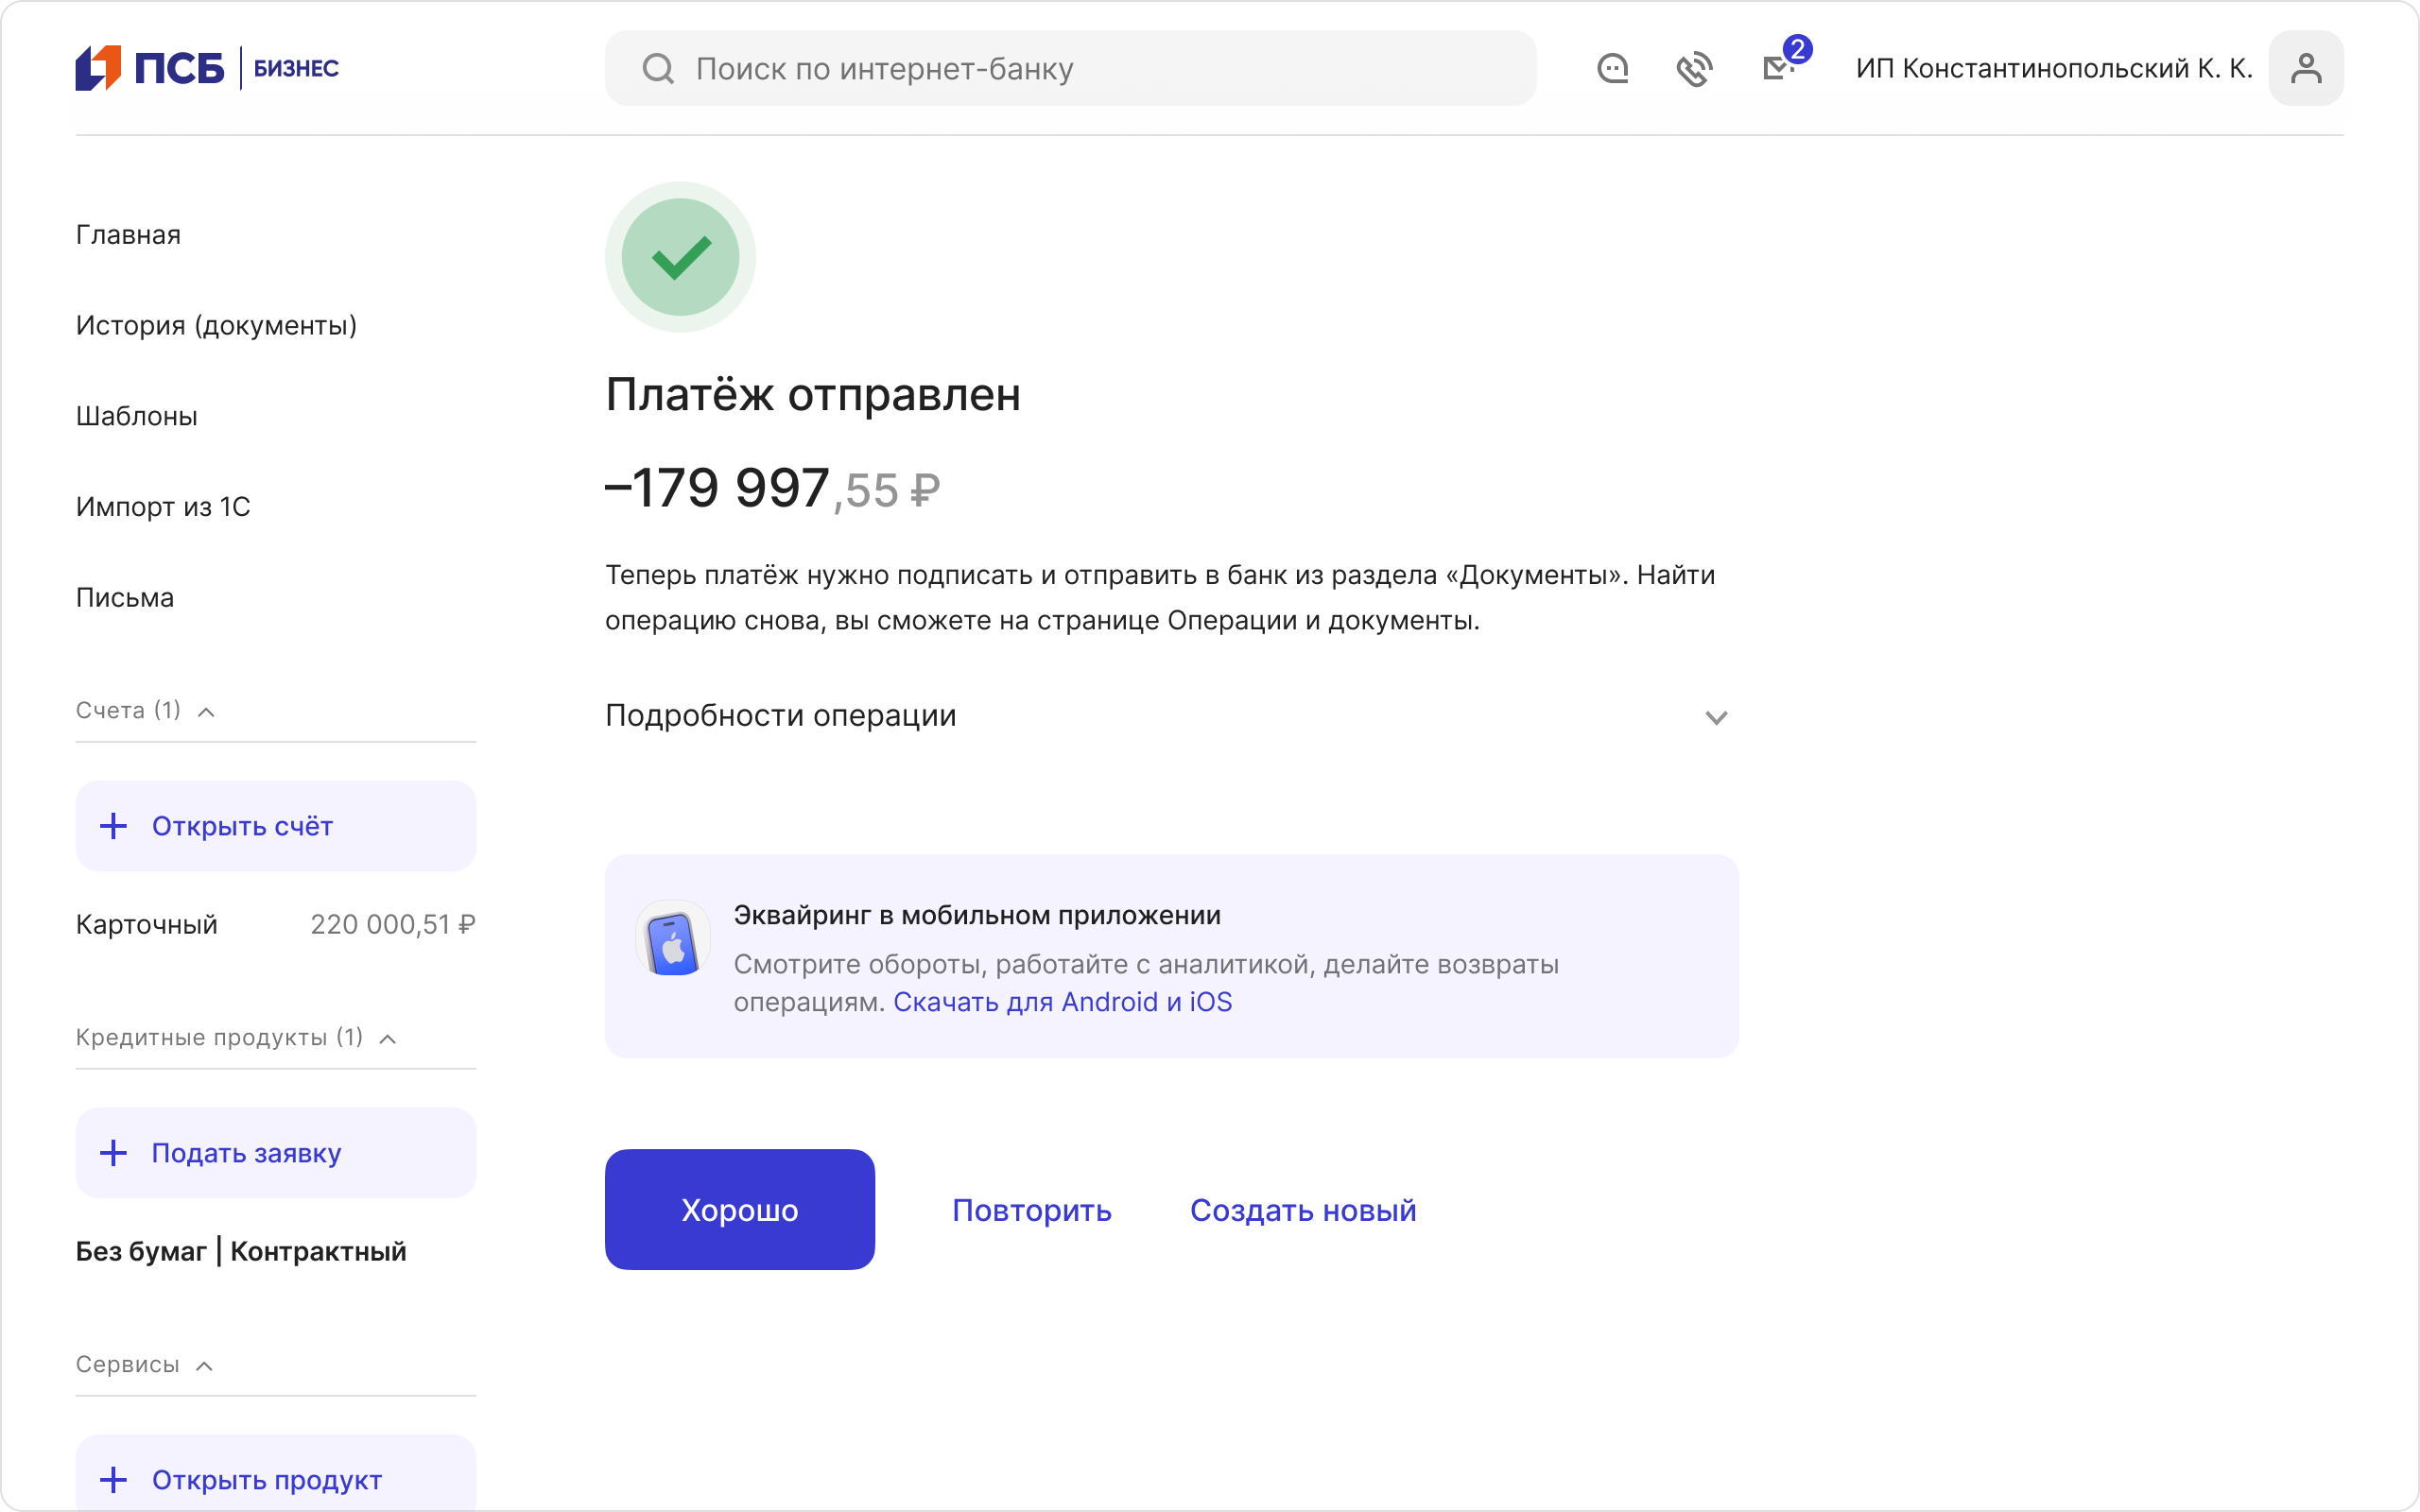 ПСБ БИЗНЕС
Поиск по интернет-банку
2
ИП Константинопольский К. К.
Главная
История (документы)
Шаблоны
Импорт из 1С
Письма
Счета (1)
Открыть счёт
Карточный 220 000,51 ₽
Кредитные продукты (1)
Подать заявку
Без бумаг | Контрактный
Сервисы
Открыть продукт
Платёж отправлен
–179 997,55 ₽
Теперь платёж нужно подписать и отправить в банк из раздела «Документы». Найти
операцию снова, вы сможете на странице Операции и документы.
Подробности операции
Эквайринг в мобильном приложении
Смотрите обороты, работайте с аналитикой, делайте возвраты
операциям. Скачать для Android и iOS
Хорошо
Повторить
Создать новый